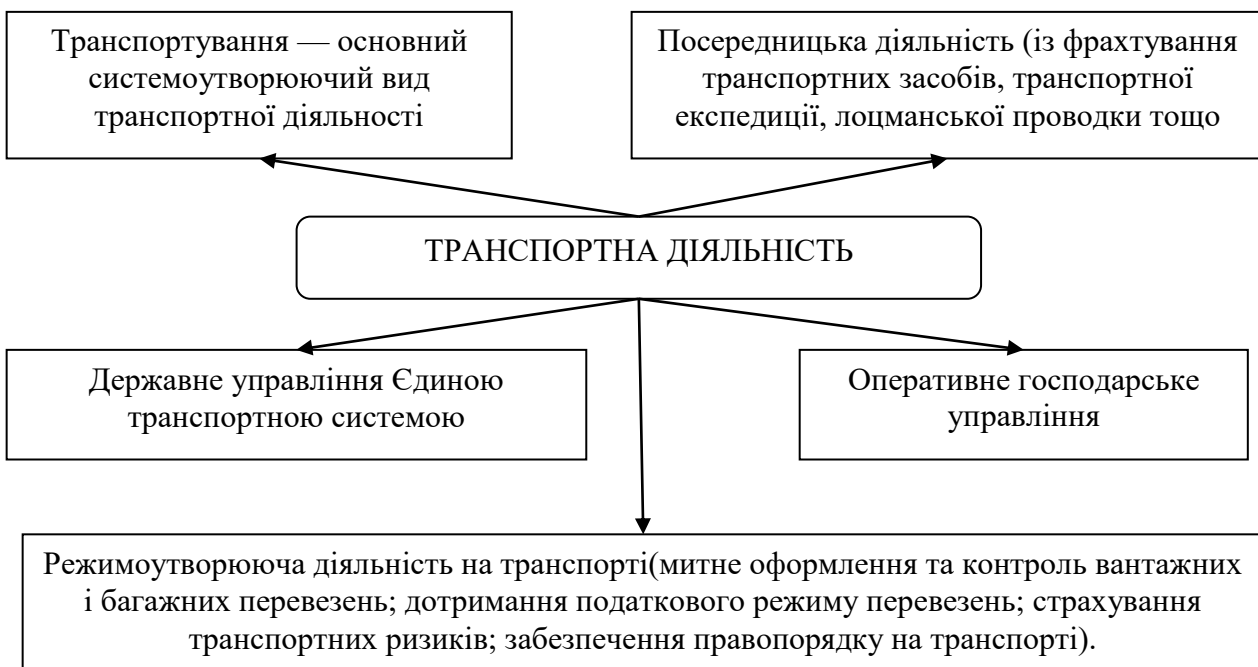 Транспортування — основний
системоутворюючий вид
транспортної діяльності
Посередницька діяльність (із фрахтування
транспортних засобів, транспортної
експедиції, лоцманської проводки тощо
ТРАНСПОРТНА ДІЯЛЬНІСТЬ
Державне управління Єдиною
транспортною системою
Оперативне господарське
управління
Режимоутворююча діяльність на транспорті(митне оформлення та контроль вантажних
і багажних перевезень; дотримання податкового режиму перевезень; страхування
транспортних ризиків; забезпечення правопорядку на транспорті).